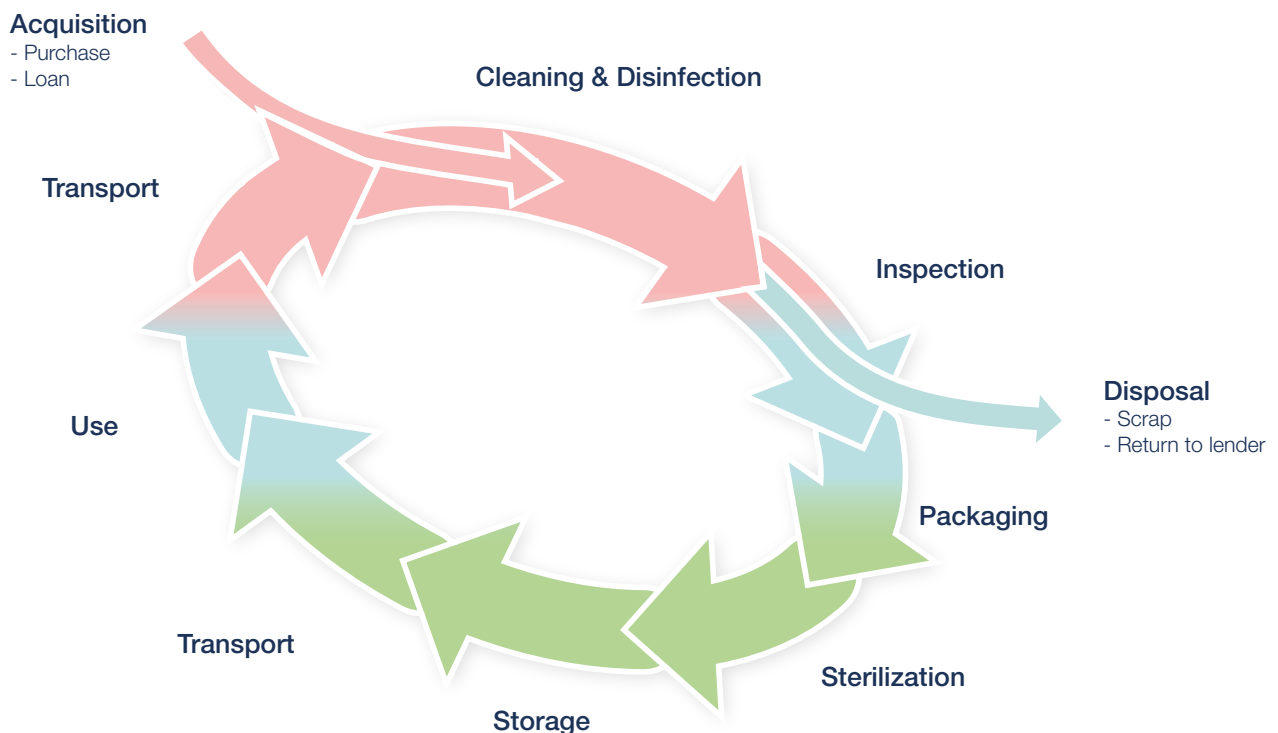 Acquisition
- Purchase
- Loan
Cleaning & Disinfection
Transport
Inspection
Disposal
- Scrap
- Return to lender
Use
Packaging
Transport
Sterilization
Storage